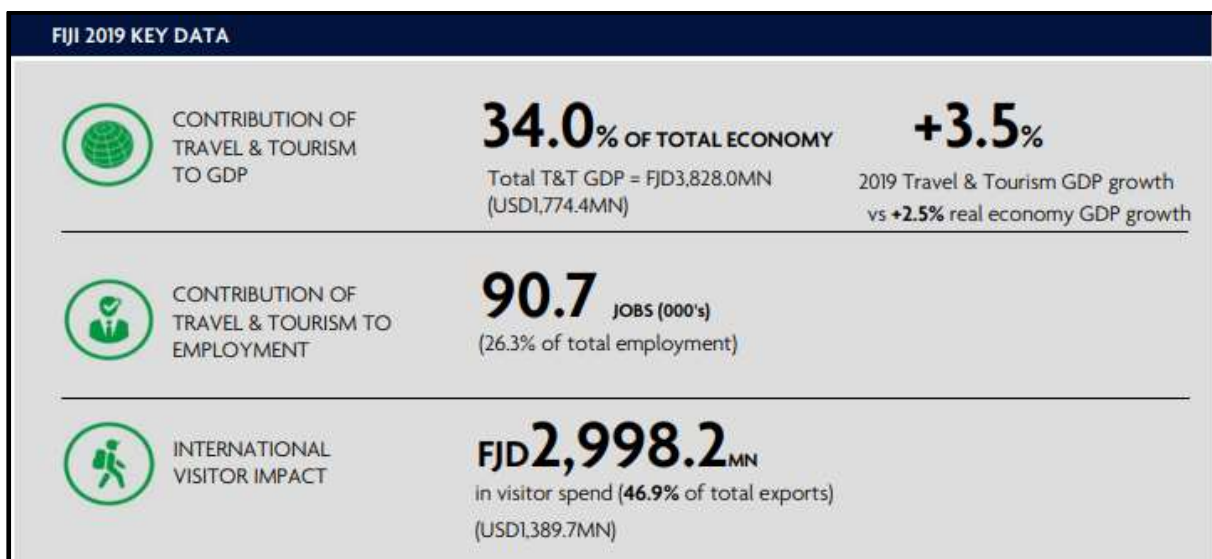 FIJI 2019 KEY DATA
CONTRIBUTION OF
TRAVEL & TOURISM
TO GDP
34.0% OF TOTAL ECONOMY
Total T&T GDP = FJD3,828.0MN
(USD1,774.4MN)
+3.5%
2019 Travel & Tourism GDP growth
vs +2.5% real economy GDP growth
CONTRIBUTION OF
TRAVEL & TOURISM TO
EMPLOYMENT
90.7 JOBS (000's)
(26.3% of total employment)
INTERNATIONAL
VISITOR IMPACT
FJD2,998.2MN
in visitor spend (46.9% of total exports)
(USD1,389.7MN)